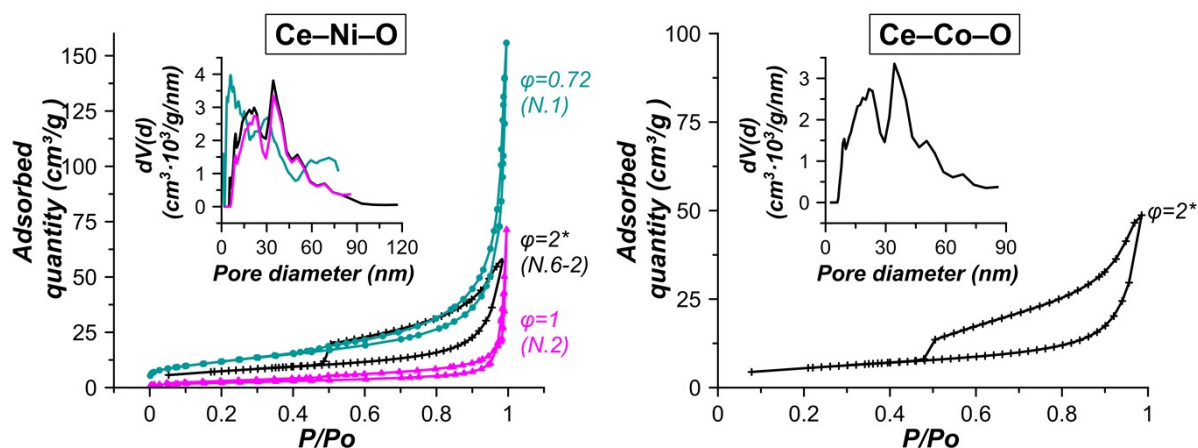 Ce–Ni–O
Adsorbed
quantity (cm³/g)
150
125
100
75
50
25
0
0
0.2
0.4
0.6
0.8
1
P/Po
dV(d)
(cm³·10³/g/nm)
4
3
2
1
0
0
30
60
90
120
Pore diameter (nm)
φ=0.72
(N.1)
φ=2*
(N.6-2)
φ=1
(N.2)
Ce–Co–O
Adsorbed
quantity (cm³/g)
100
75
50
25
0
0
0.2
0.4
0.6
0.8
1
P/Po
dV(d)
(cm³·10³/g/nm)
3
2
1
0
0
30
60
90
Pore diameter (nm)
φ=2*